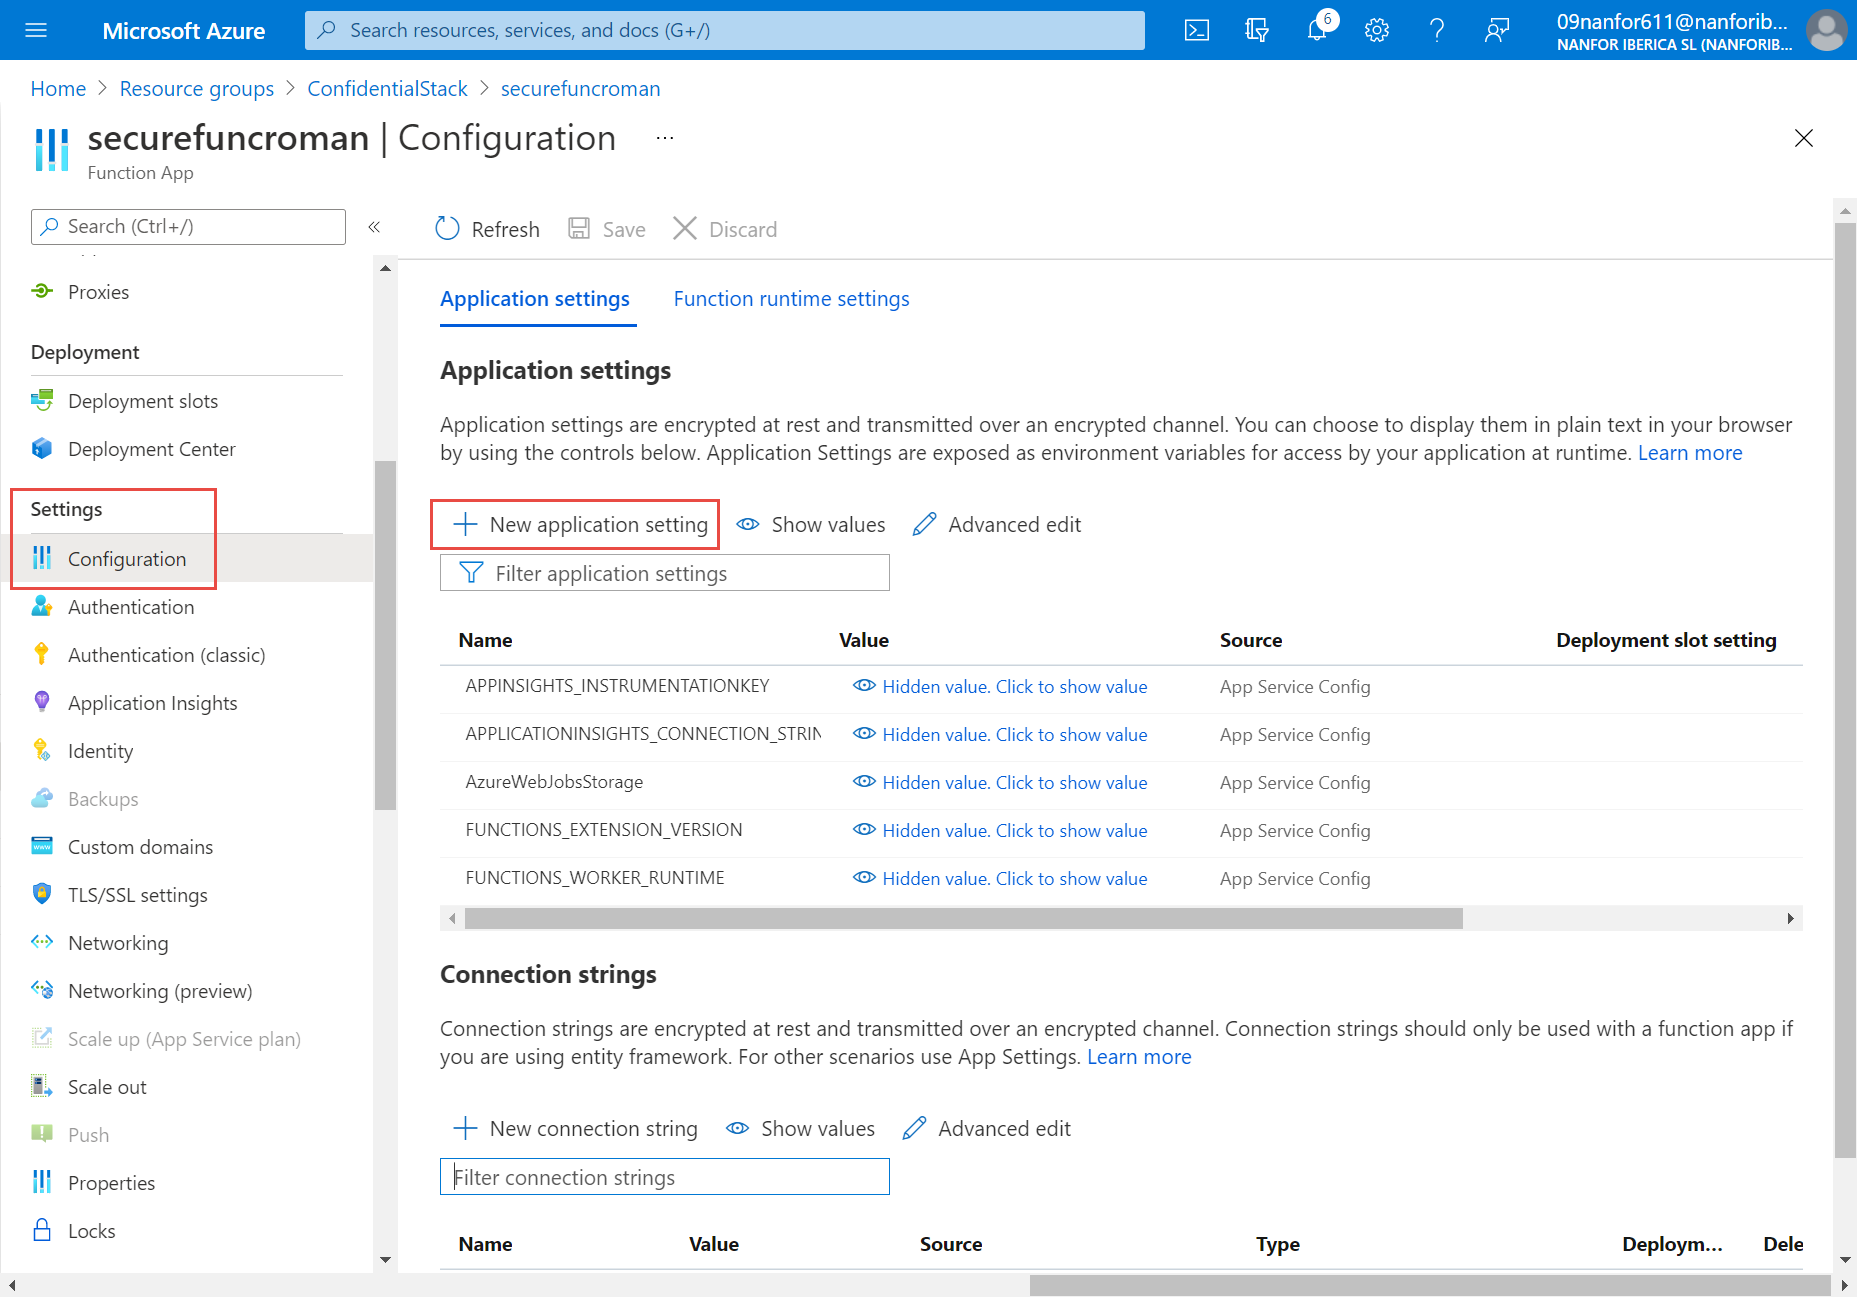 Microsoft Azure
Search resources, services, and docs (G+/)
6
09nanfor611@nanforib...
NANFOR IBERICA SL (NANFORIB...
Home > Resource groups > ConfidentialStack > securefuncroman
securefuncroman | Configuration ...
Function App
Search (Ctrl+/)
«
Refresh
Save
Discard
Proxies
Deployment
Deployment slots
Deployment Center
Settings
Configuration
Authentication
Authentication (classic)
Application Insights
Identity
Backups
Custom domains
TLS/SSL settings
Networking
Networking (preview)
Scale up (App Service plan)
Scale out
Push
Properties
Locks
Application settings
Function runtime settings
Application settings
Application settings are encrypted at rest and transmitted over an encrypted channel. You can choose to display them in plain text in your browser
by using the controls below. Application Settings are exposed as environment variables for access by your application at runtime. Learn more
New application setting
Show values
Advanced edit
Filter application settings
Name Value Source Deployment slot setting
APPINSIGHTS_INSTRUMENTATIONKEY Hidden value. Click to show value App Service Config
APPLICATIONINSIGHTS_CONNECTION_STRIN Hidden value. Click to show value App Service Config
AzureWebJobsStorage Hidden value. Click to show value App Service Config
FUNCTIONS_EXTENSION_VERSION Hidden value. Click to show value App Service Config
FUNCTIONS_WORKER_RUNTIME Hidden value. Click to show value App Service Config
Connection strings
Connection strings are encrypted at rest and transmitted over an encrypted channel. Connection strings should only be used with a function app if
you are using entity framework. For other scenarios use App Settings. Learn more
New connection string
Show values
Advanced edit
Filter connection strings
Name Value Source Type Deploym... Dele